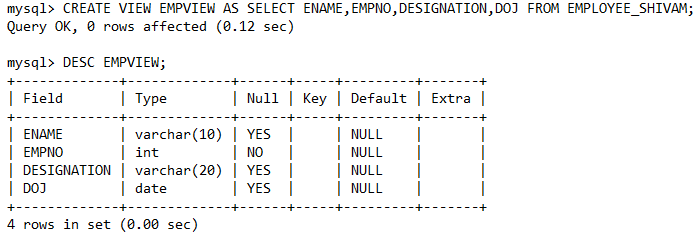 mysql> CREATE VIEW EMPVIEW AS SELECT ENAME,EMPNO,DESIGNATION,DOJ FROM EMPLOYEE_SHIVAM;
Query OK, 0 rows affected (0.12 sec)
mysql> DESC EMPVIEW;
+-------------+-------------+------+-----+---------+-------+
| Field       | Type        | Null | Key | Default | Extra |
+-------------+-------------+------+-----+---------+-------+
| ENAME       | varchar(10) | YES  |     | NULL    |       |
| EMPNO       | int         | NO   |     | NULL    |       |
| DESIGNATION | varchar(20) | YES  |     | NULL    |       |
| DOJ         | date        | YES  |     | NULL    |       |
+-------------+-------------+------+-----+---------+-------+
4 rows in set (0.00 sec)